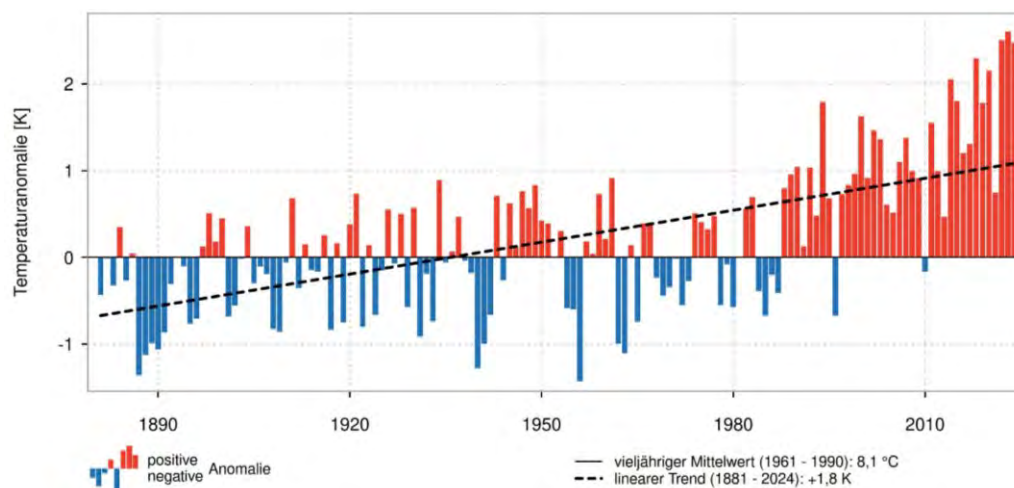 Temperaturanomalie [K]
2
1
0
-1
1890 1920 1950 1980 2010
positive
negative Anomalie
vieljähriger Mittelwert (1961 - 1990): 8,1 °C
linearer Trend (1881 - 2024): +1,8 K